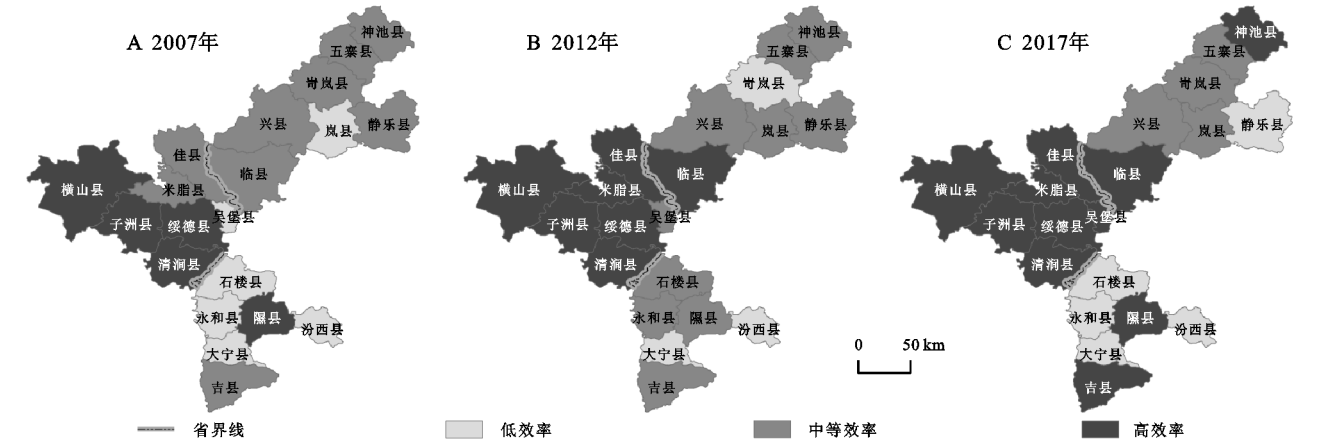 A 2007年
神池县
五寨县
岢岚县
兴县
岚县
静乐县
佳县
临县
横山县
米脂县
吴堡县
子洲县
绥德县
清涧县
石楼县
永和县
隰县
汾西县
大宁县
吉县
B 2012年
神池县
五寨县
岢岚县
兴县
岚县
静乐县
佳县
临县
横山县
米脂县
吴堡县
子洲县
绥德县
清涧县
石楼县
永和县
隰县
汾西县
大宁县
吉县
C 2017年
神池县
五寨县
岢岚县
兴县
岚县
静乐县
佳县
临县
横山县
米脂县
吴堡县
子洲县
绥德县
清涧县
石楼县
永和县
隰县
汾西县
大宁县
吉县
0 50 km
省界线 低效率 中等效率 高效率